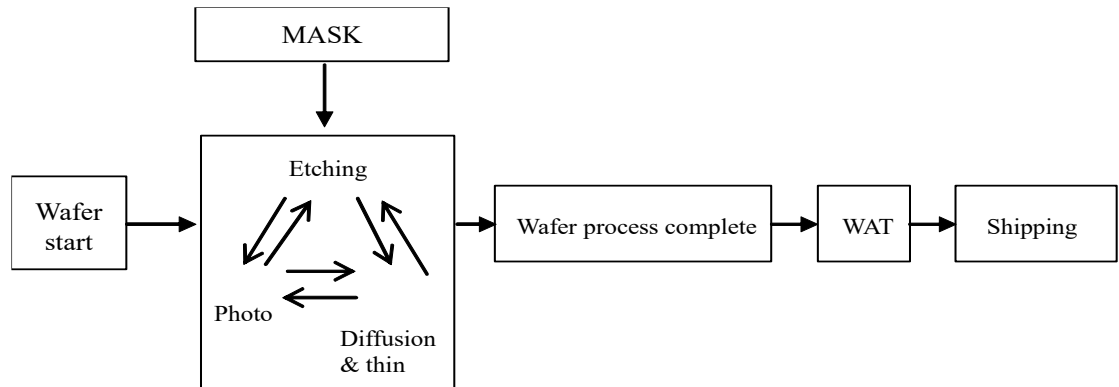 MASK
Etching
Wafer
start
Wafer process complete
WAT
Shipping
Photo
Diffusion
& thin